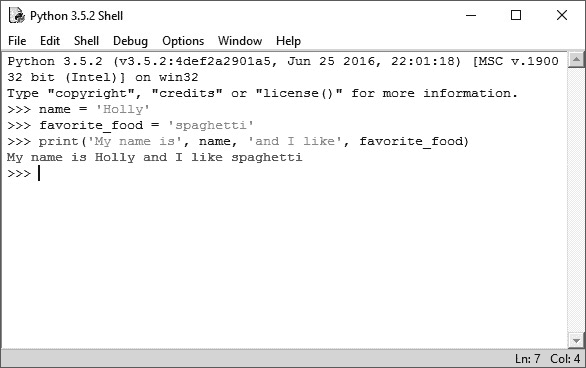 Python 3.5.2 Shell
File Edit Shell Debug Options Window Help
Python 3.5.2 (v3.5.2:4def2a2901a5, Jun 25 2016, 22:01:18) [MSC v.1900
32 bit (Intel)] on win32
Type "copyright", "credits" or "license()" for more information.
>>> name = 'Holly'
>>> favorite_food = 'spaghetti'
>>> print('My name is', name, 'and I like', favorite_food)
My name is Holly and I like spaghetti
>>>
Ln: 7 Col: 4